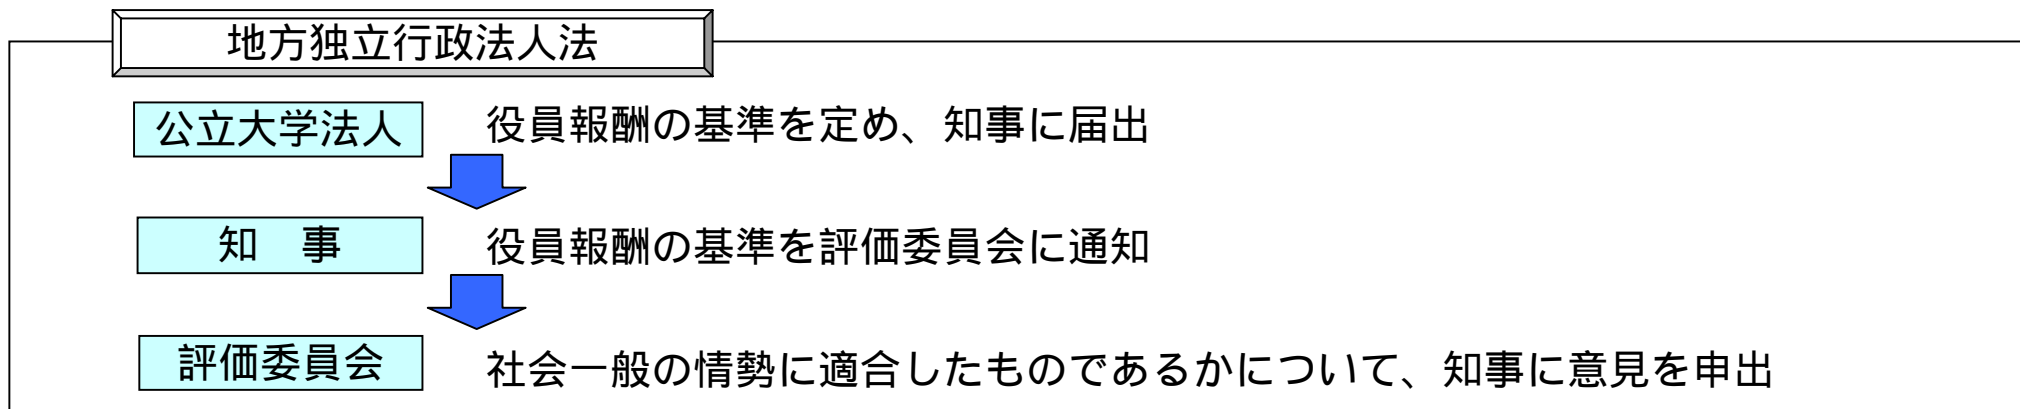 地方独立行政法人法
公立大学法人 役員報酬の基準を定め、知事に届出
知　事 役員報酬の基準を評価委員会に通知
評価委員会 社会一般の情勢に適合したものであるかについて、知事に意見を申出